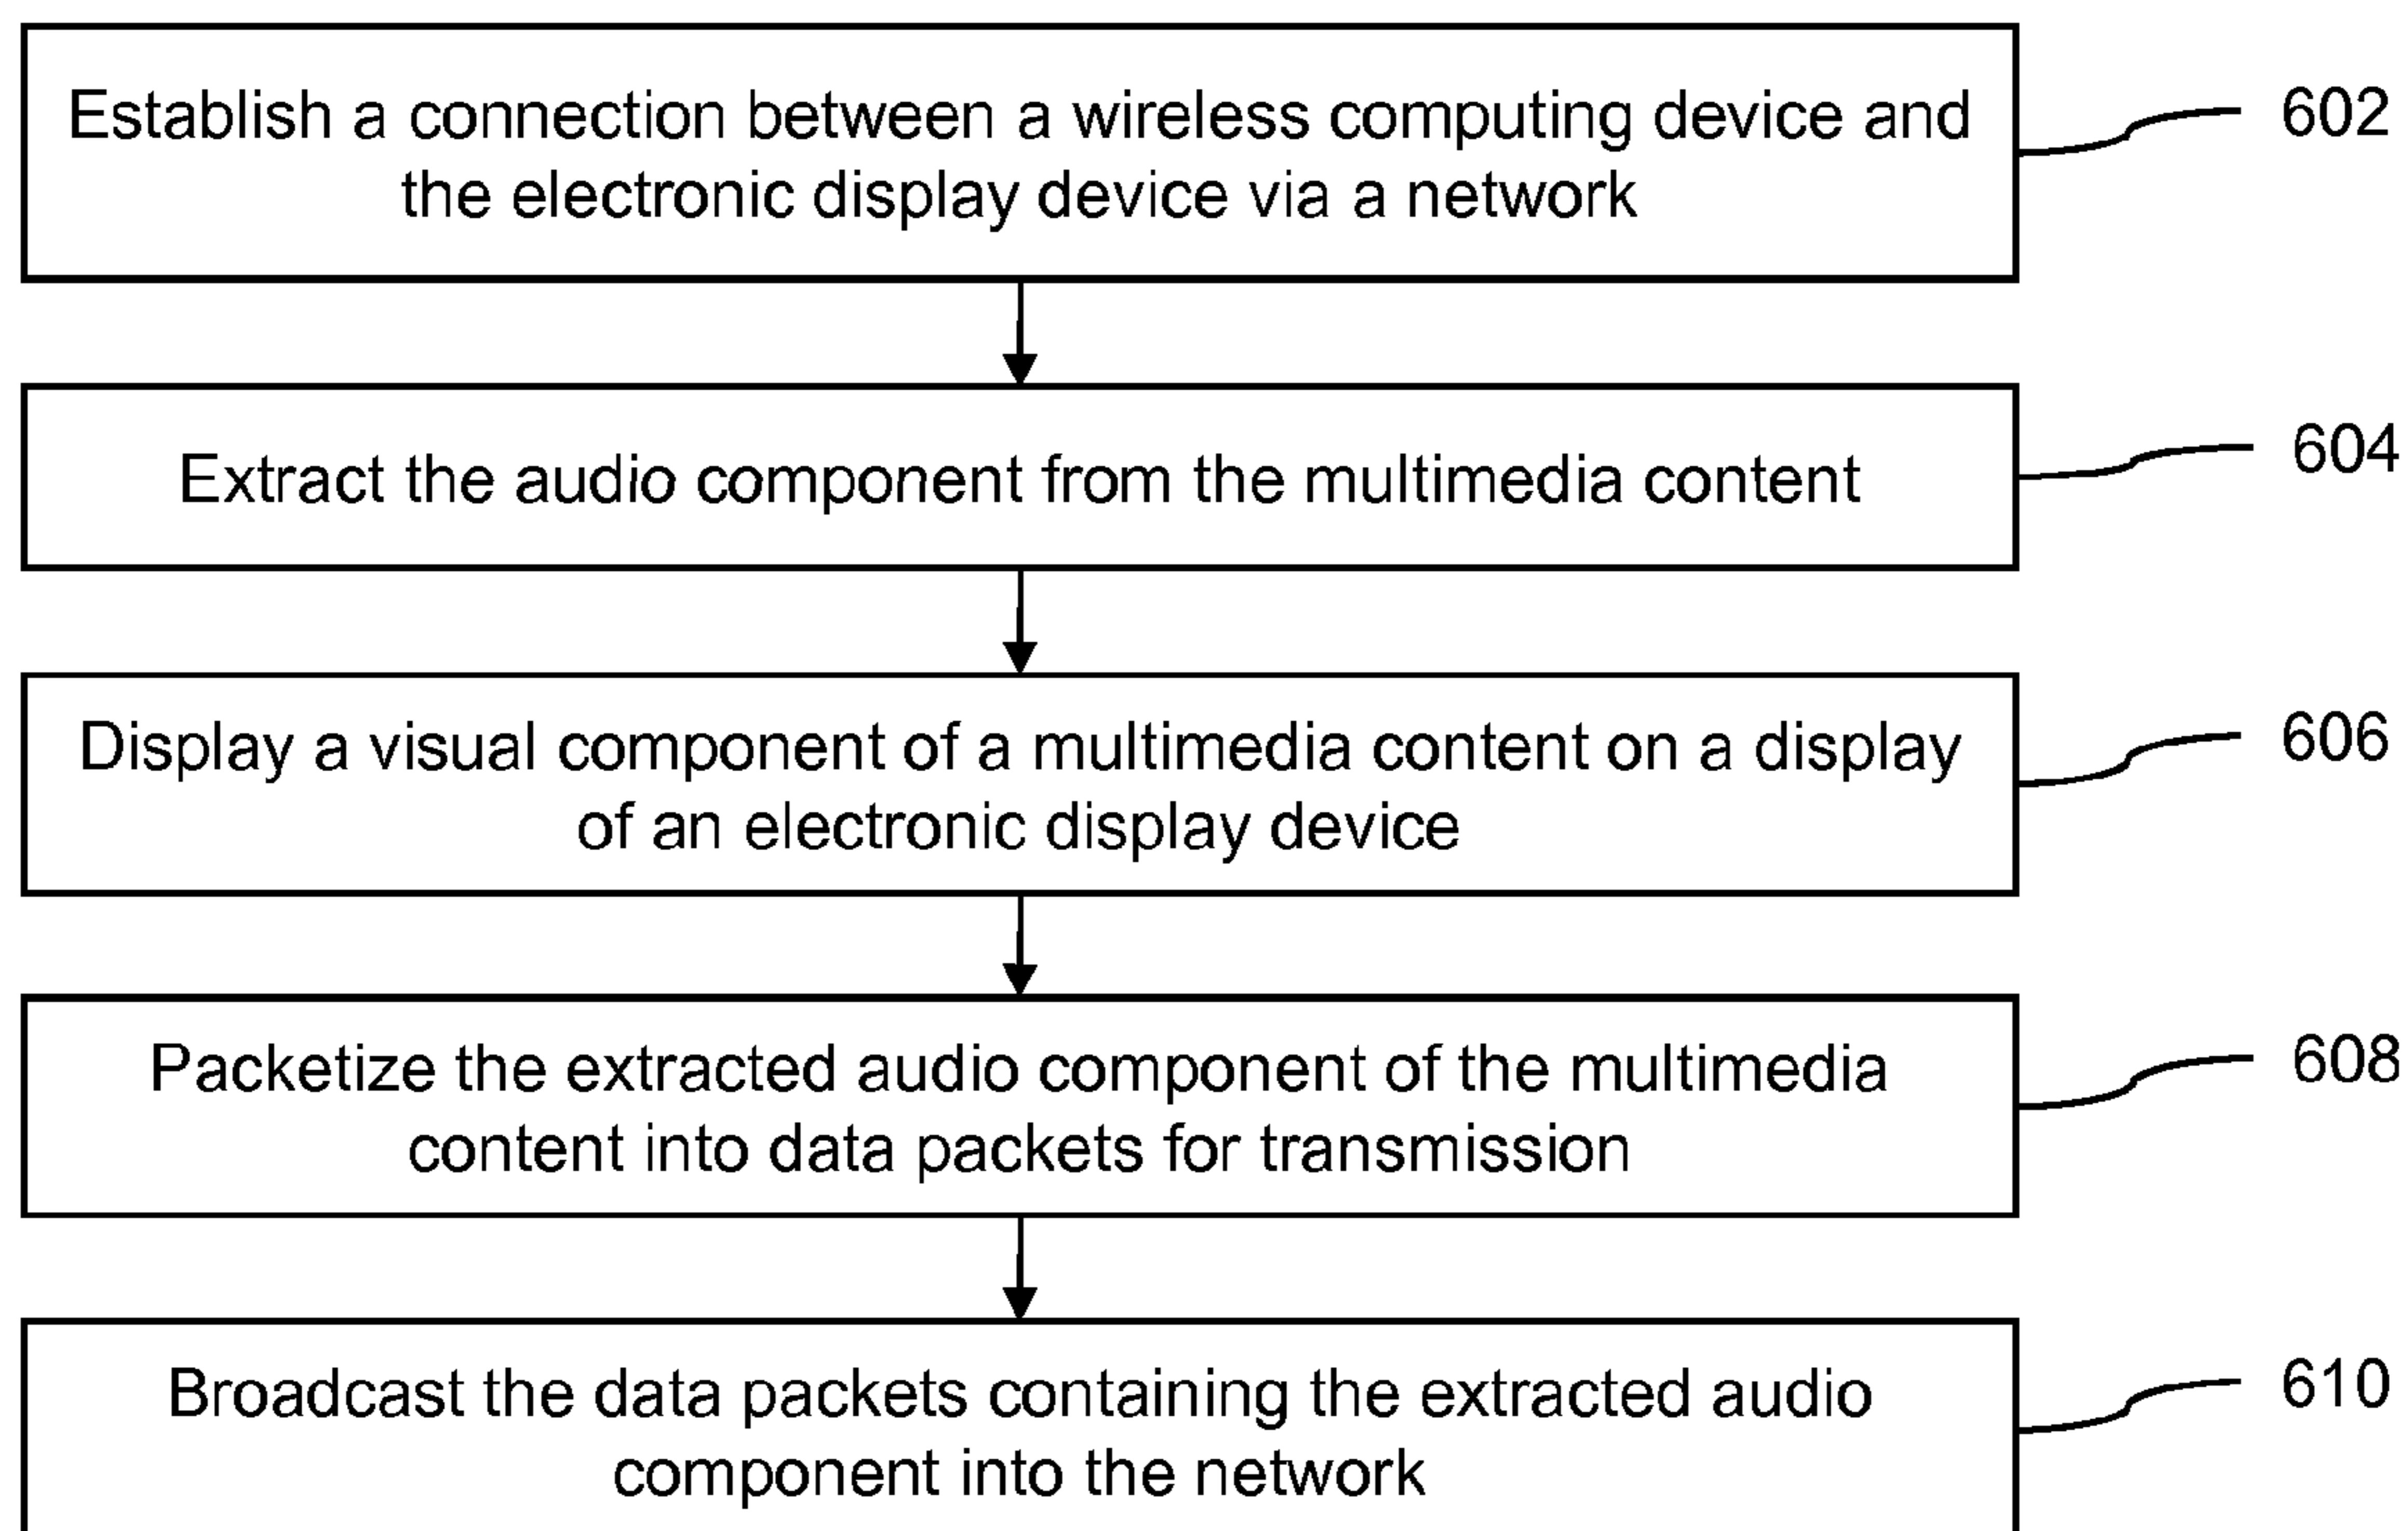 Establish a connection between a wireless computing device and
the electronic display device via a network
602
Extract the audio component from the multimedia content
604
Display a visual component of a multimedia content on a display
of an electronic display device
606
Packetize the extracted audio component of the multimedia
content into data packets for transmission
608
Broadcast the data packets containing the extracted audio
component into the network
610